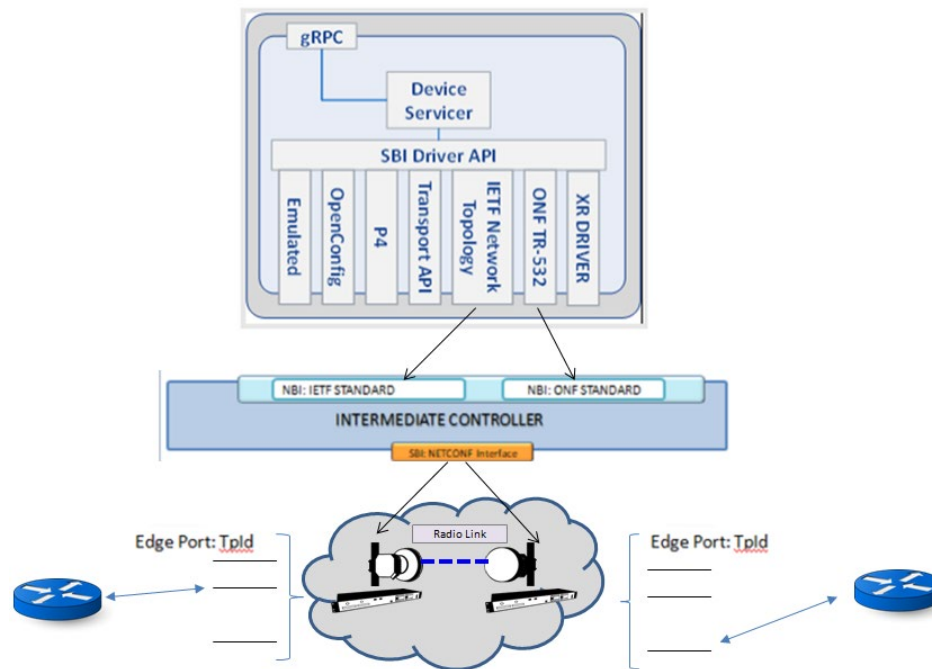 gRPC
Device
Servicer
SBI Driver API
Emulated
OpenConfig
P4
Transport API
IETF Network
Topology
ONF TR-532
XR DRIVER
NBI: IETF STANDARD
NBI: ONF STANDARD
INTERMEDIATE CONTROLLER
SBI: NETCONF Interface
Radio Link
Edge Port: TpId
Edge Port: TpId